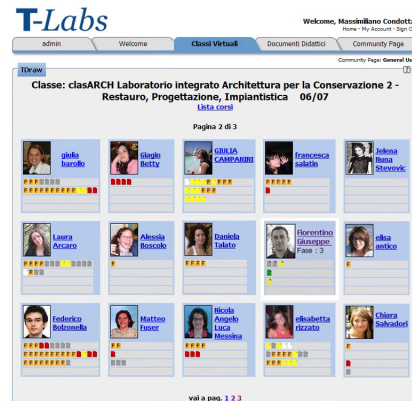 T-Labs
Welcome, Massimiliano Condotta
Home - My Account - Sign O
admin
Welcome
Classi Virtuali
Documenti Didattici
Community Page
Community Page: General Us
TDraw
Classe: clasARCH Laboratorio integrato Architettura per la Conservazione 2 -
Restauro, Progettazione, Impiantistica 06/07
Lista corsi
Pagina 2 di 3
giulia
barollo
Giagio
Betty
GIULIA
CAMPARINI
francesca
salatin
Jelena
Nuna
Stevovic
Laura
Arcaro
Alessia
Boscolo
Daniela
Talato
Fiorentino
Giuseppe
Fase : 3
elisa
antico
Federico
Bolzonella
Matteo
Fuser
Nicola
Angelo
Luca
Messina
elisabetta
rizzato
Chiara
Salvadori
vai a pag. 1 2 3